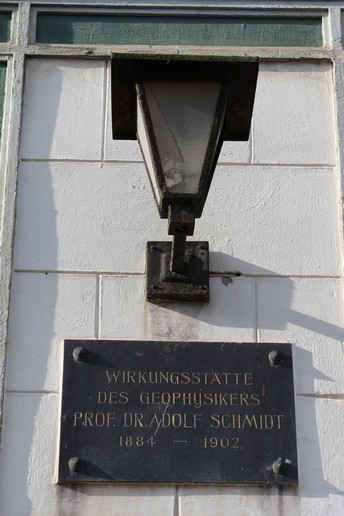 WIRKUNGSSTÄTTE
DES GEOPHYSIKERS
PROF. DR. ADOLF SCHMIDT
1884 — 1902